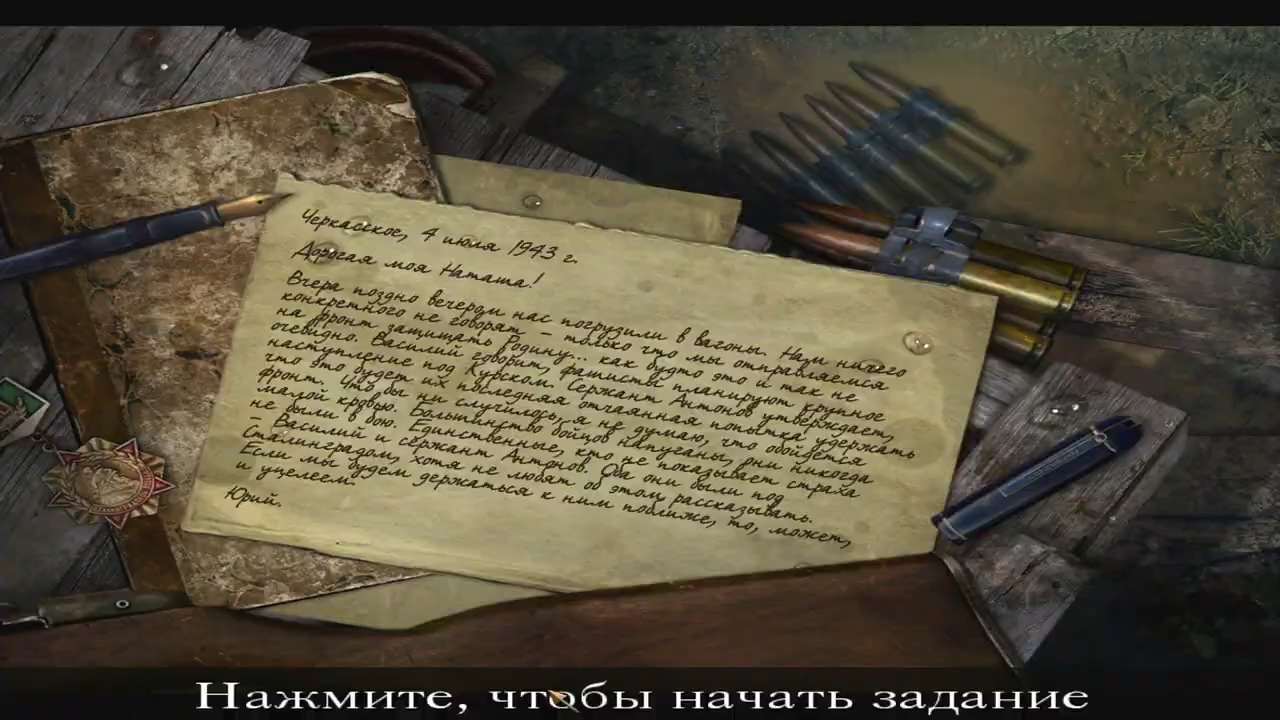 Черкасское, 4 июля 1943 г.
Дорогая моя Наташа!
Вчера поздно вечером нас погрузили в вагоны. Нам ничего
конкретного не говорят – только что мы отправляемся
на фронт защищать Родину... как будто это и так не
очевидно. Василий говорит, фашисты планируют крупное
наступление под Курском. Сержант Антонов утверждает,
что это будет их последняя отчаянная попытка удержать
фронт. Что бы ни случилось, я не думаю, что обойдётся
малой кровью. Большинство бойцов напуганы, они никогда
не были в бою. Единственные, кто не показывает страха
– Василий и сержант Антонов. Оба они были под
Сталинградом, хотя не любят об этом рассказывать.
Если мы будем держаться к ним поближе, то, может,
и уцелеем.
Юрий.
Нажмите, чтобы начать задание